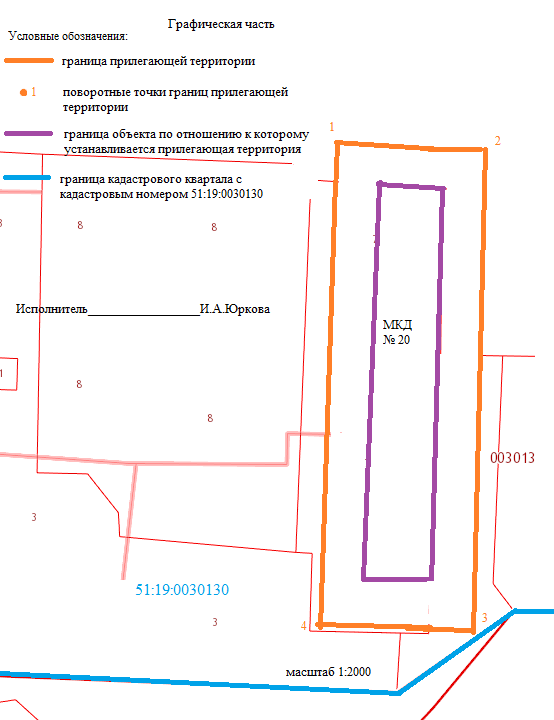 Графическая часть
Условные обозначения:
граница прилегающей территории
1 поворотные точки границ прилегающей
территории
граница объекта по отношению к которому
устанавливается прилегающая территория
граница кадастрового квартала с
кадастровым номером 51:19:0030130
1
2
8
8
Исполнитель__________________И.А.Юркова
МКД
№ 20
8
8
003013
3
51:19:0030130
3
4
3
масштаб 1:2000